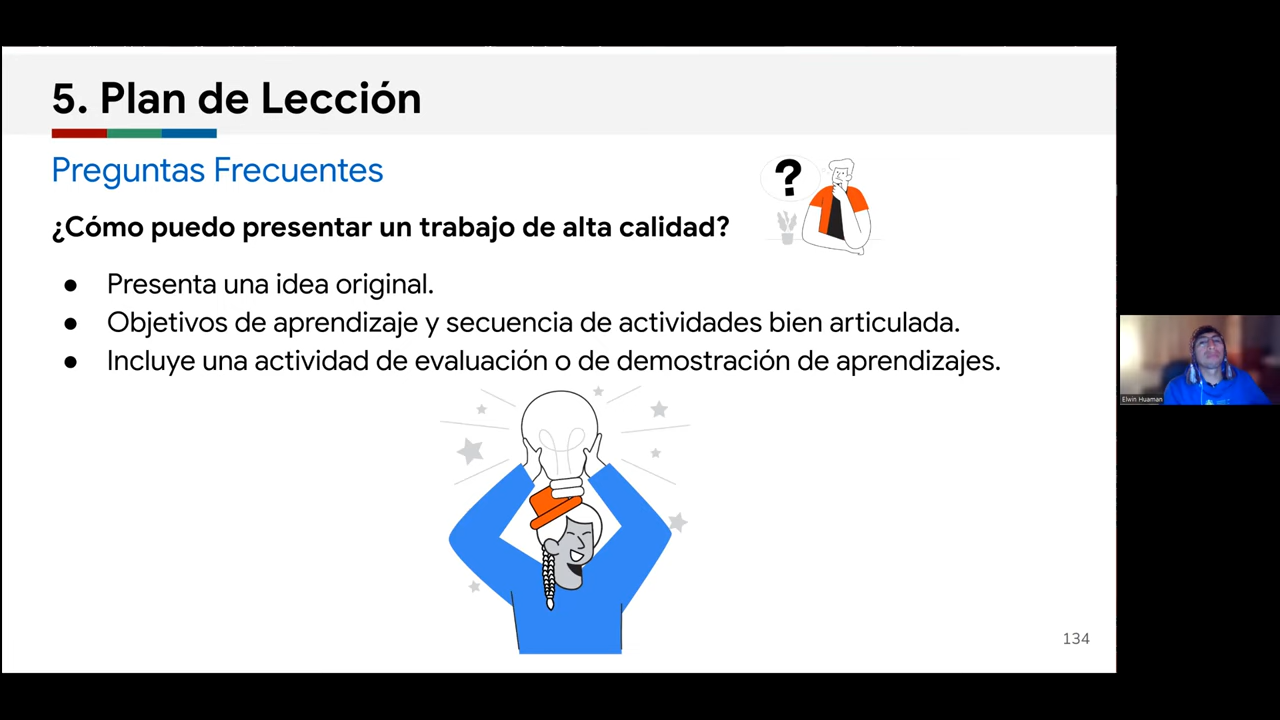 5. Plan de Lección
Preguntas Frecuentes
¿Cómo puedo presentar un trabajo de alta calidad?
?
● Presenta una idea original.
● Objetivos de aprendizaje y secuencia de actividades bien articulada.
● Incluye una actividad de evaluación o de demostración de aprendizajes.
Elwin Huaman
134